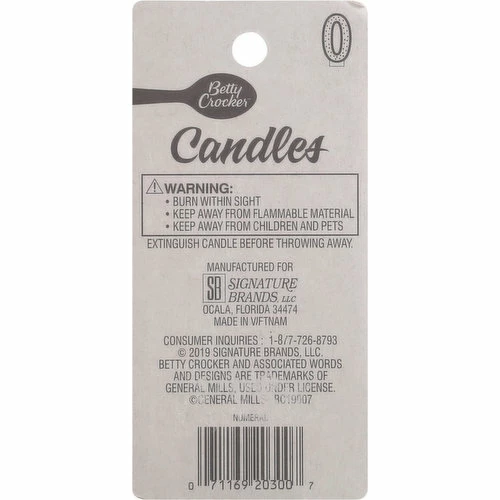 0
Betty
Crocker
Candles
⚠WARNING:
• BURN WITHIN SIGHT
• KEEP AWAY FROM FLAMMABLE MATERIAL
• KEEP AWAY FROM CHILDREN AND PETS
EXTINGUISH CANDLE BEFORE THROWING AWAY.
MANUFACTURED FOR
SB SIGNATURE
BRANDS, LLC
OCALA, FLORIDA 34474
MADE IN VIETNAM
CONSUMER INQUIRIES : 1-877-726-8793
© 2019 SIGNATURE BRANDS, LLC.
BETTY CROCKER AND ASSOCIATED WORDS
AND DESIGNS ARE TRADEMARKS OF
GENERAL MILLS, USED UNDER LICENSE.
©GENERAL MILLS BC19007
NUMERAL
0 71169 20300 7